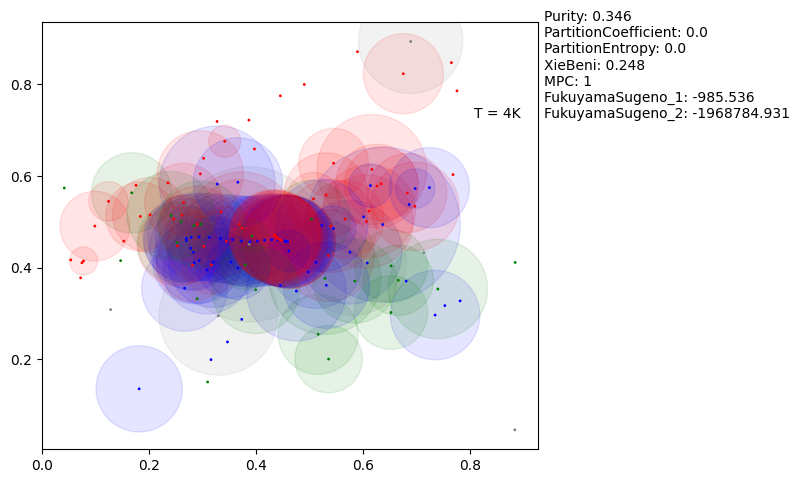 Purity: 0.346
PartitionCoefficient: 0.0
PartitionEntropy: 0.0
XieBeni: 0.248
MPC: 1
FukuyamaSugeno_1: -985.536
FukuyamaSugeno_2: -1968784.931
T = 4K
0.8
0.6
0.4
0.2
0.0 0.2 0.4 0.6 0.8